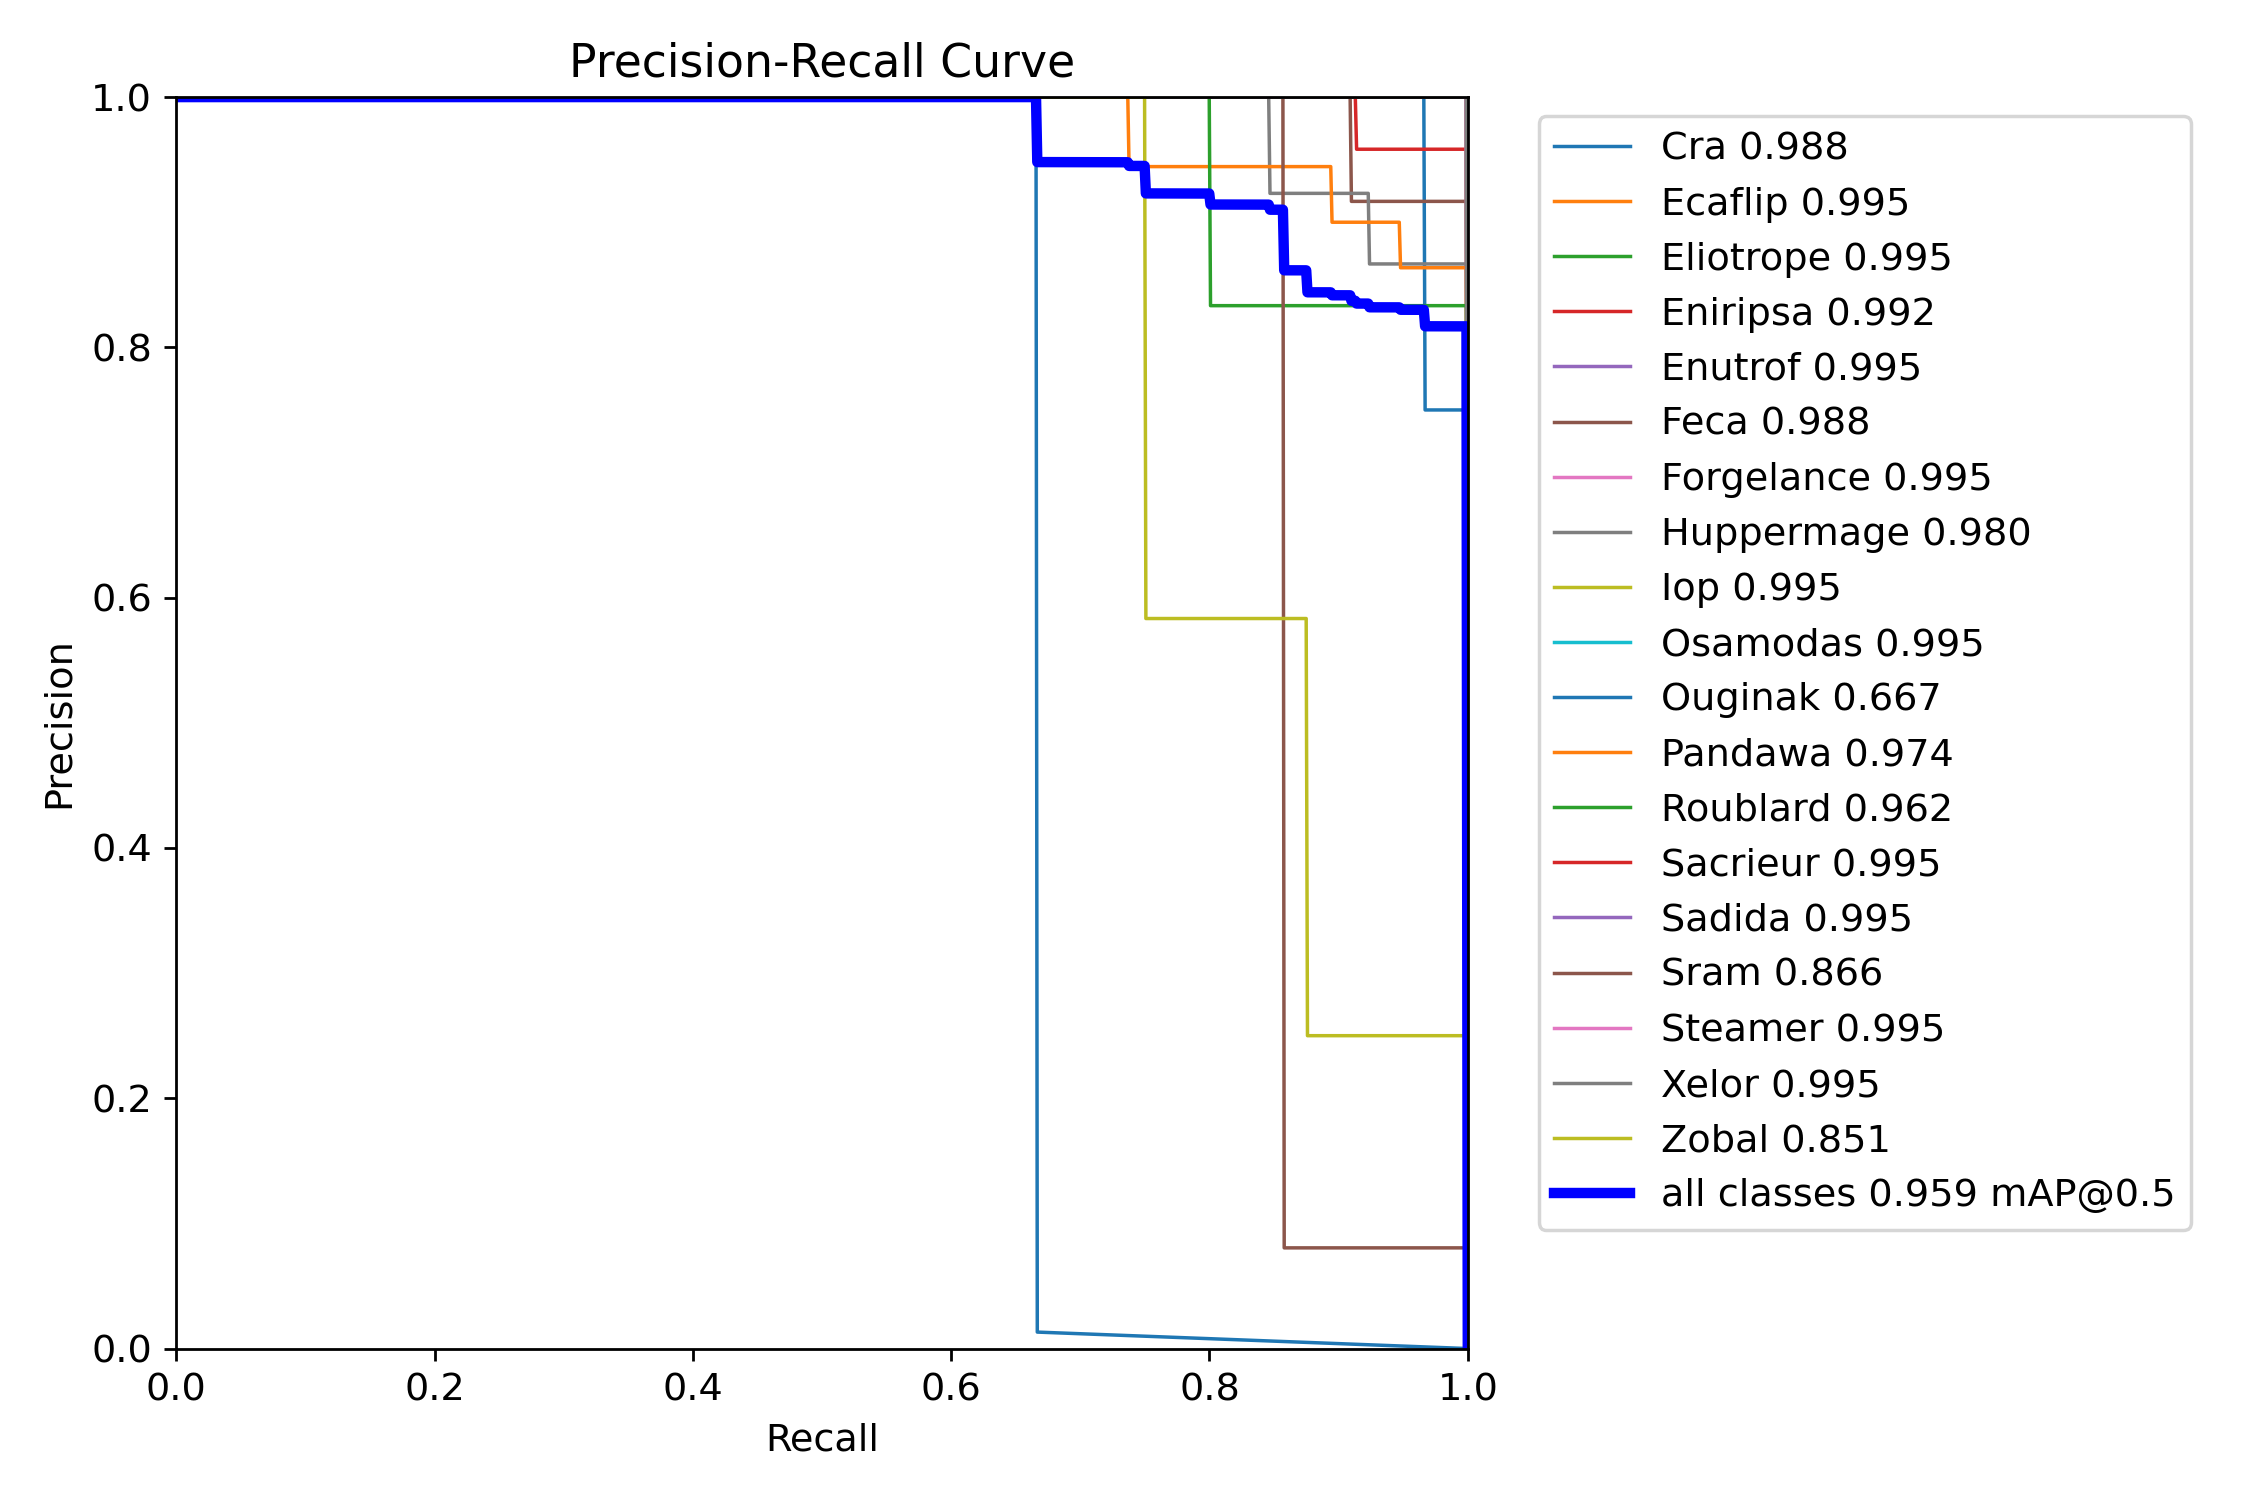 Precision-Recall Curve
1.0
0.8
0.6
0.4
0.2
0.0
Precision
0.0 0.2 0.4 0.6 0.8 1.0
Recall
Cra 0.988
Ecaflip 0.995
Eliotrope 0.995
Eniripsa 0.992
Enutrof 0.995
Feca 0.988
Forgelance 0.995
Huppermage 0.980
Iop 0.995
Osamodas 0.995
Ouginak 0.667
Pandawa 0.974
Roublard 0.962
Sacrieur 0.995
Sadida 0.995
Sram 0.866
Steamer 0.995
Xelor 0.995
Zobal 0.851
all classes 0.959 mAP@0.5